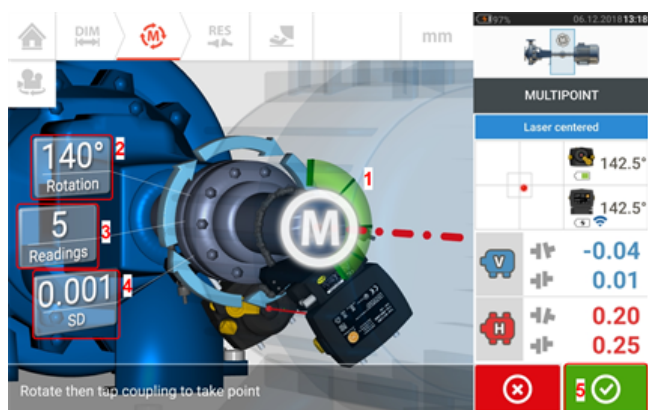 DIM
RES
mm
97%
06.12.2018 13:18
MULTIPOINT
Laser centered
142.5°
142.5°
140°
Rotation
2
1
5
Readings
3
0.001
SD
4
M
V
-0.04
0.01
H
0.20
0.25
Rotate then tap coupling to take point
5